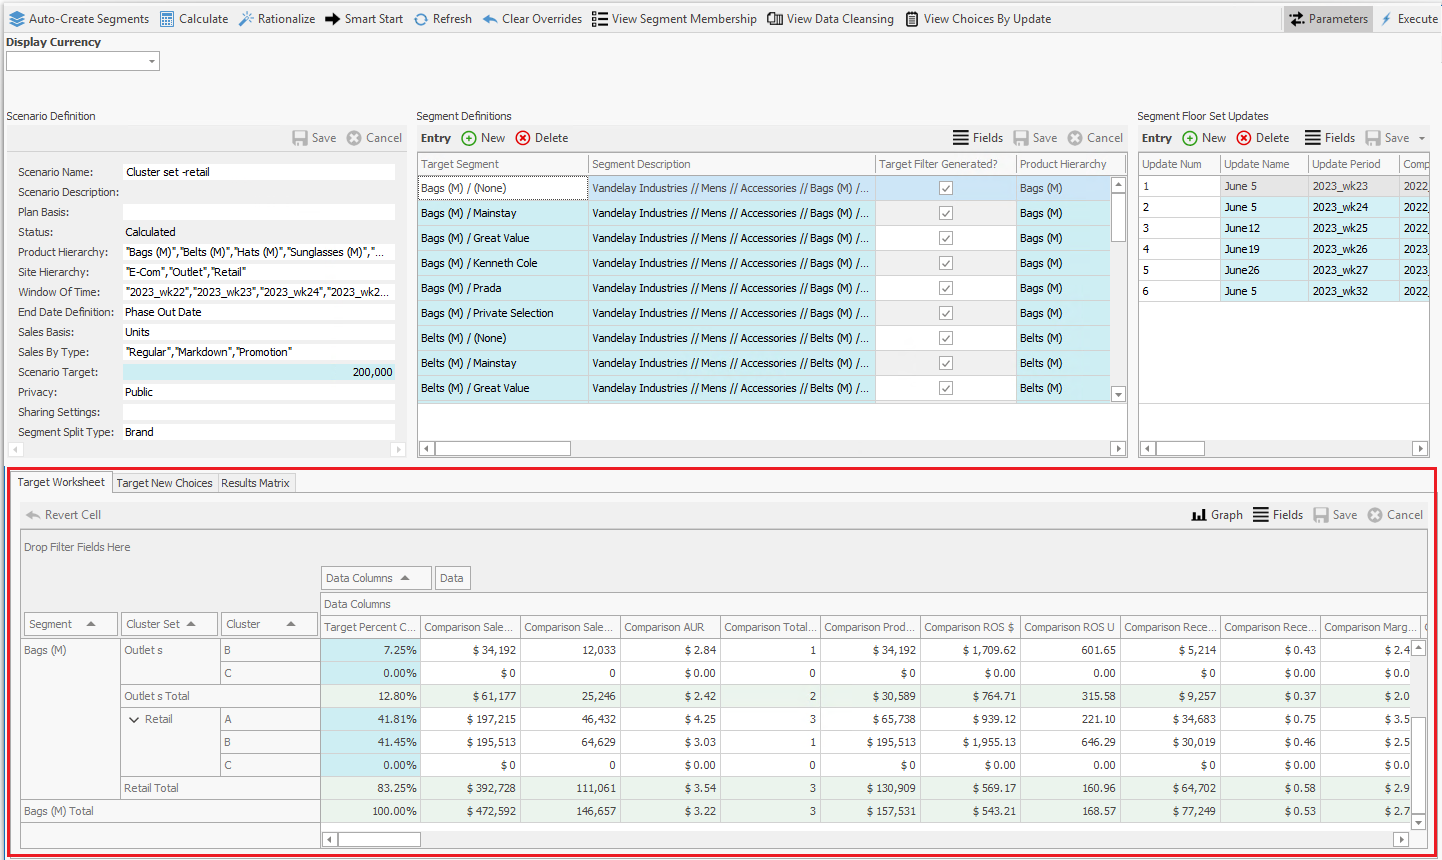 Auto-Create Segments Calculate Rationalize Smart Start Refresh Clear Overrides View Segment Membership View Data Cleansing View Choices By Update Parameters Execute
Display Currency
Scenario Definition
Save Cancel
Scenario Name: Cluster set -retail
Scenario Description:
Plan Basis:
Status: Calculated
Product Hierarchy: "Bags (M)","Belts (M)","Hats (M)","Sunglasses (M)","...
Site Hierarchy: "E-Com","Outlet","Retail"
Window Of Time: "2023_wk22","2023_wk23","2023_wk24","2023_wk2...
End Date Definition: Phase Out Date
Sales Basis: Units
Sales By Type: "Regular","Markdown","Promotion"
Scenario Target: 200,000
Privacy: Public
Sharing Settings:
Segment Split Type: Brand
Segment Definitions
Entry New Delete Fields Save Cancel
Target Segment Segment Description Target Filter Generated? Product Hierarchy
Bags (M) / (None) Vandelay Industries // Mens // Accessories // Bags (M) /... Bags (M)
Bags (M) / Mainstay Vandelay Industries // Mens // Accessories // Bags (M) /... Bags (M)
Bags (M) / Great Value Vandelay Industries // Mens // Accessories // Bags (M) /... Bags (M)
Bags (M) / Kenneth Cole Vandelay Industries // Mens // Accessories // Bags (M) /... Bags (M)
Bags (M) / Prada Vandelay Industries // Mens // Accessories // Bags (M) /... Bags (M)
Bags (M) / Private Selection Vandelay Industries // Mens // Accessories // Bags (M) /... Bags (M)
Belts (M) / (None) Vandelay Industries // Mens // Accessories // Belts (M) /... Belts (M)
Belts (M) / Mainstay Vandelay Industries // Mens // Accessories // Belts (M) /... Belts (M)
Belts (M) / Great Value Vandelay Industries // Mens // Accessories // Belts (M) /... Belts (M)
Segment Floor Set Updates
Entry New Delete Fields Save
Update Num Update Name Update Period Comp
1 June 5 2023_wk23 2022_
2 June 5 2023_wk24 2022_
3 June12 2023_wk25 2022_
4 June19 2023_wk26 2023_
5 June26 2023_wk27 2023_
6 June 5 2023_wk32 2022_
Target Worksheet Target New Choices Results Matrix
Revert Cell Graph Fields Save Cancel
Drop Filter Fields Here
Data Columns Data
Data Columns
Segment Cluster Set Cluster Target Percent C... Comparison Sale... Comparison Sale... Comparison AUR Comparison Total... Comparison Prod... Comparison ROS $ Comparison ROS U Comparison Rece... Comparison Rece... Comparison Marg...
Bags (M) Outlet s B 7.25% $ 34,192 12,033 $ 2.84 1 $ 34,192 $ 1,709.62 601.65 $ 5,214 $ 0.43 $ 2.4
C 0.00% $ 0 0 $ 0.00 0 $ 0 $ 0.00 0.00 $ 0 $ 0.00 $ 0.0
Outlet s Total 12.80% $ 61,177 25,246 $ 2.42 2 $ 30,589 $ 764.71 315.58 $ 9,257 $ 0.37 $ 2.0
Retail A 41.81% $ 197,215 46,432 $ 4.25 3 $ 65,738 $ 939.12 221.10 $ 34,683 $ 0.75 $ 3.5
B 41.45% $ 195,513 64,629 $ 3.03 1 $ 195,513 $ 1,955.13 646.29 $ 30,019 $ 0.46 $ 2.5
C 0.00% $ 0 0 $ 0.00 0 $ 0 $ 0.00 0.00 $ 0 $ 0.00 $ 0.0
Retail Total 83.25% $ 392,728 111,061 $ 3.54 3 $ 130,909 $ 569.17 160.96 $ 64,702 $ 0.58 $ 2.9
Bags (M) Total 100.00% $ 472,592 146,657 $ 3.22 3 $ 157,531 $ 543.21 168.57 $ 77,249 $ 0.53 $ 2.7